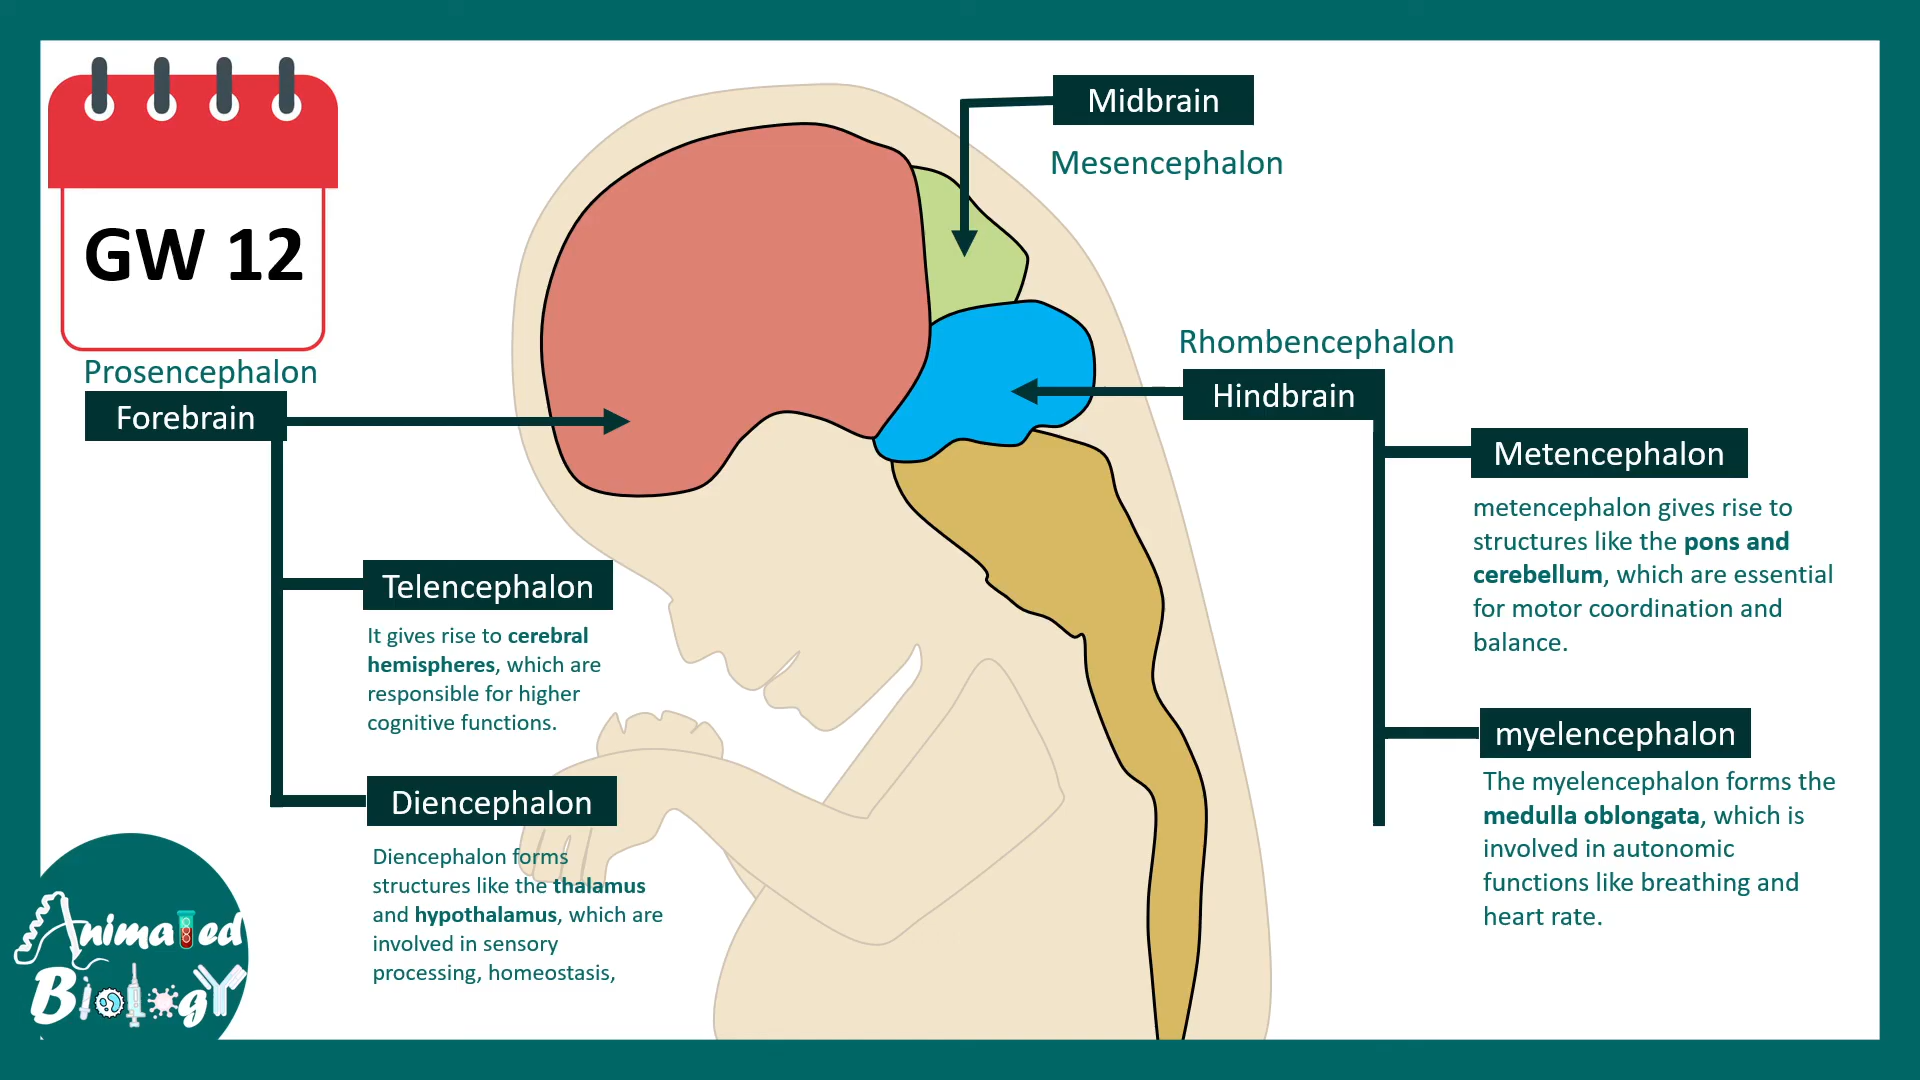 GW 12
Prosencephalon
Forebrain
Telencephalon
It gives rise to cerebral
hemispheres, which are
responsible for higher
cognitive functions.
Diencephalon
Diencephalon forms
structures like the thalamus
and hypothalamus, which are
involved in sensory
processing, homeostasis,
Midbrain
Mesencephalon
Rhombencephalon
Hindbrain
Metencephalon
metencephalon gives rise to
structures like the pons and
cerebellum, which are essential
for motor coordination and
balance.
myelencephalon
The myelencephalon forms the
medulla oblongata, which is
involved in autonomic
functions like breathing and
heart rate.
Animated
Biology